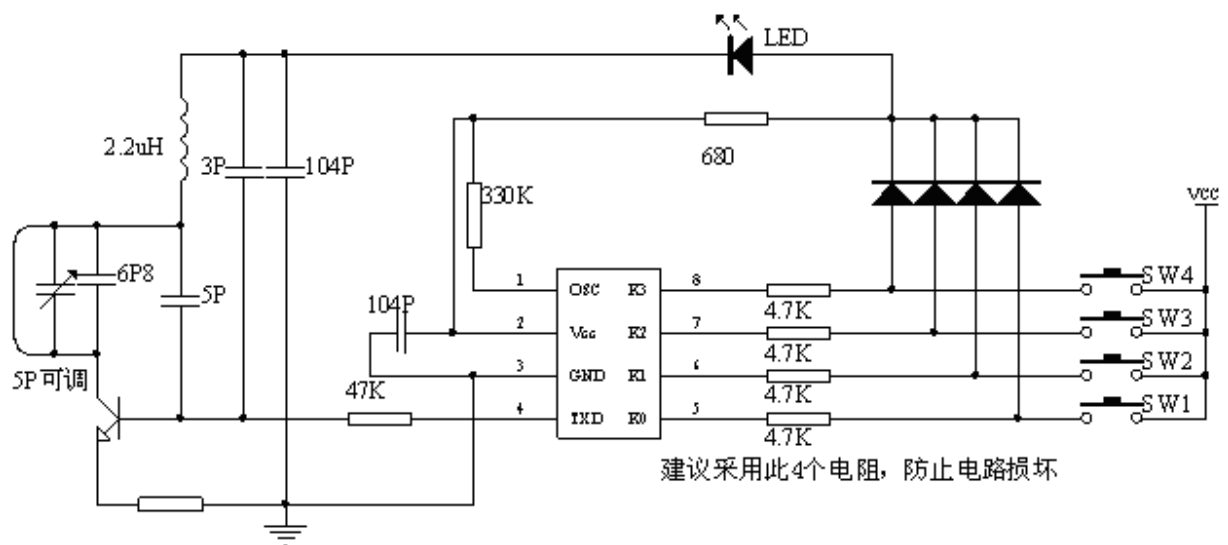 LED
2.2uH
3P
104P
680
330K
vcc
6P8
5P
104P
1
OSC
K3
8
4.7K
SW4
2
Vcc
K2
7
4.7K
SW3
3
GND
K1
6
4.7K
SW2
5P可调
47K
4
TXD
K0
5
4.7K
SW1
建议采用此4个电阻，防止电路损坏